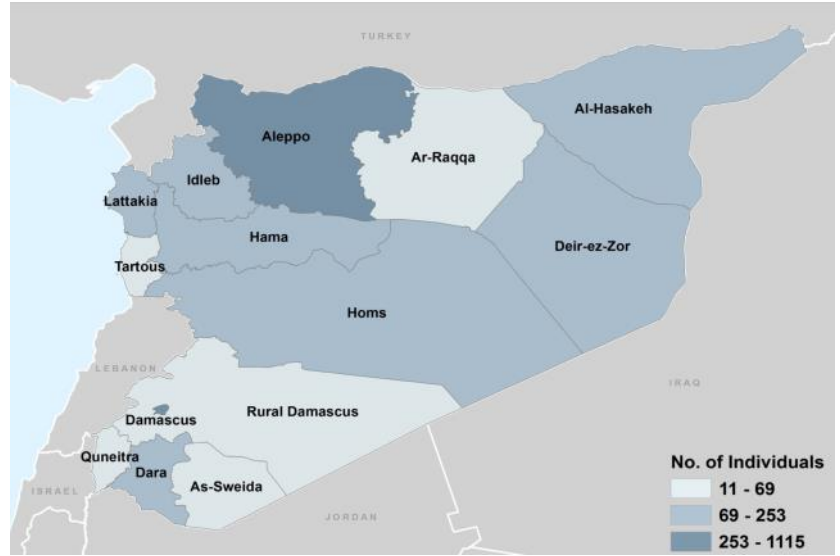 TURKEY
Al-Hasakeh
Aleppo
Ar-Raqqa
Idleb
Lattakia
Hama
Deir-ez-Zor
Tartous
Homs
LEBANON
IRAQ
Rural Damascus
Damascus
Quneitra
Dara
As-Sweida
ISRAEL
JORDAN
No. of Individuals
11 - 69
69 - 253
253 - 1115